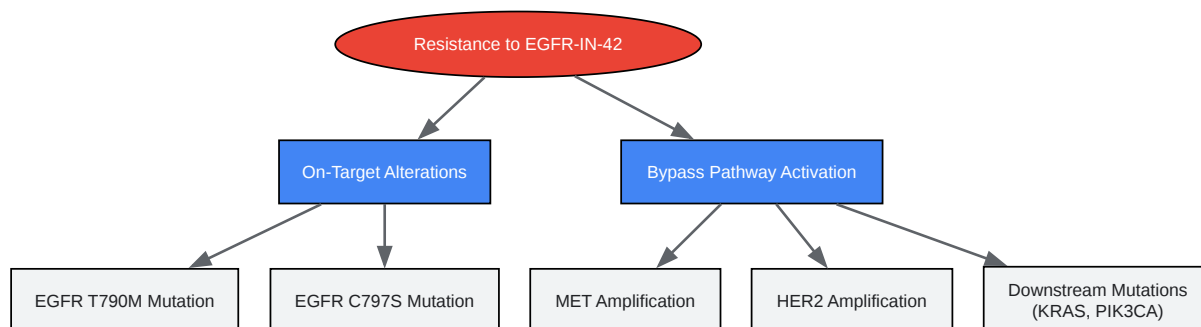 Resistance to EGFR-IN-42
On-Target Alterations
Bypass Pathway Activation
EGFR T790M Mutation
EGFR C797S Mutation
MET Amplification
HER2 Amplification
Downstream Mutations
(KRAS, PIK3CA)